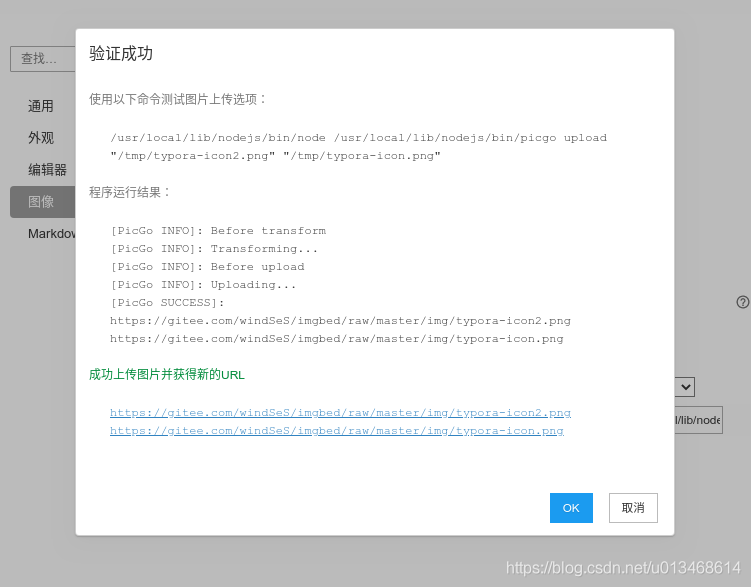 验证成功
查找…
使用以下命令测试图片上传选项：
通用
外观
/usr/local/lib/nodejs/bin/node /usr/local/lib/nodejs/bin/picgo upload
"/tmp/typora-icon2.png" "/tmp/typora-icon.png"
编辑器
图像
程序运行结果：
Markdow
[PicGo INFO]: Before transform
[PicGo INFO]: Transforming...
[PicGo INFO]: Before upload
[PicGo INFO]: Uploading...
[PicGo SUCCESS]:
https://gitee.com/windSeS/imgbed/raw/master/img/typora-icon2.png
https://gitee.com/windSeS/imgbed/raw/master/img/typora-icon.png
成功上传图片并获得新的URL
https://gitee.com/windSeS/imgbed/raw/master/img/typora-icon2.png
l/lib/node
https://gitee.com/windSeS/imgbed/raw/master/img/typora-icon.png
OK
取消
https://blog.csdn.net/u013468614